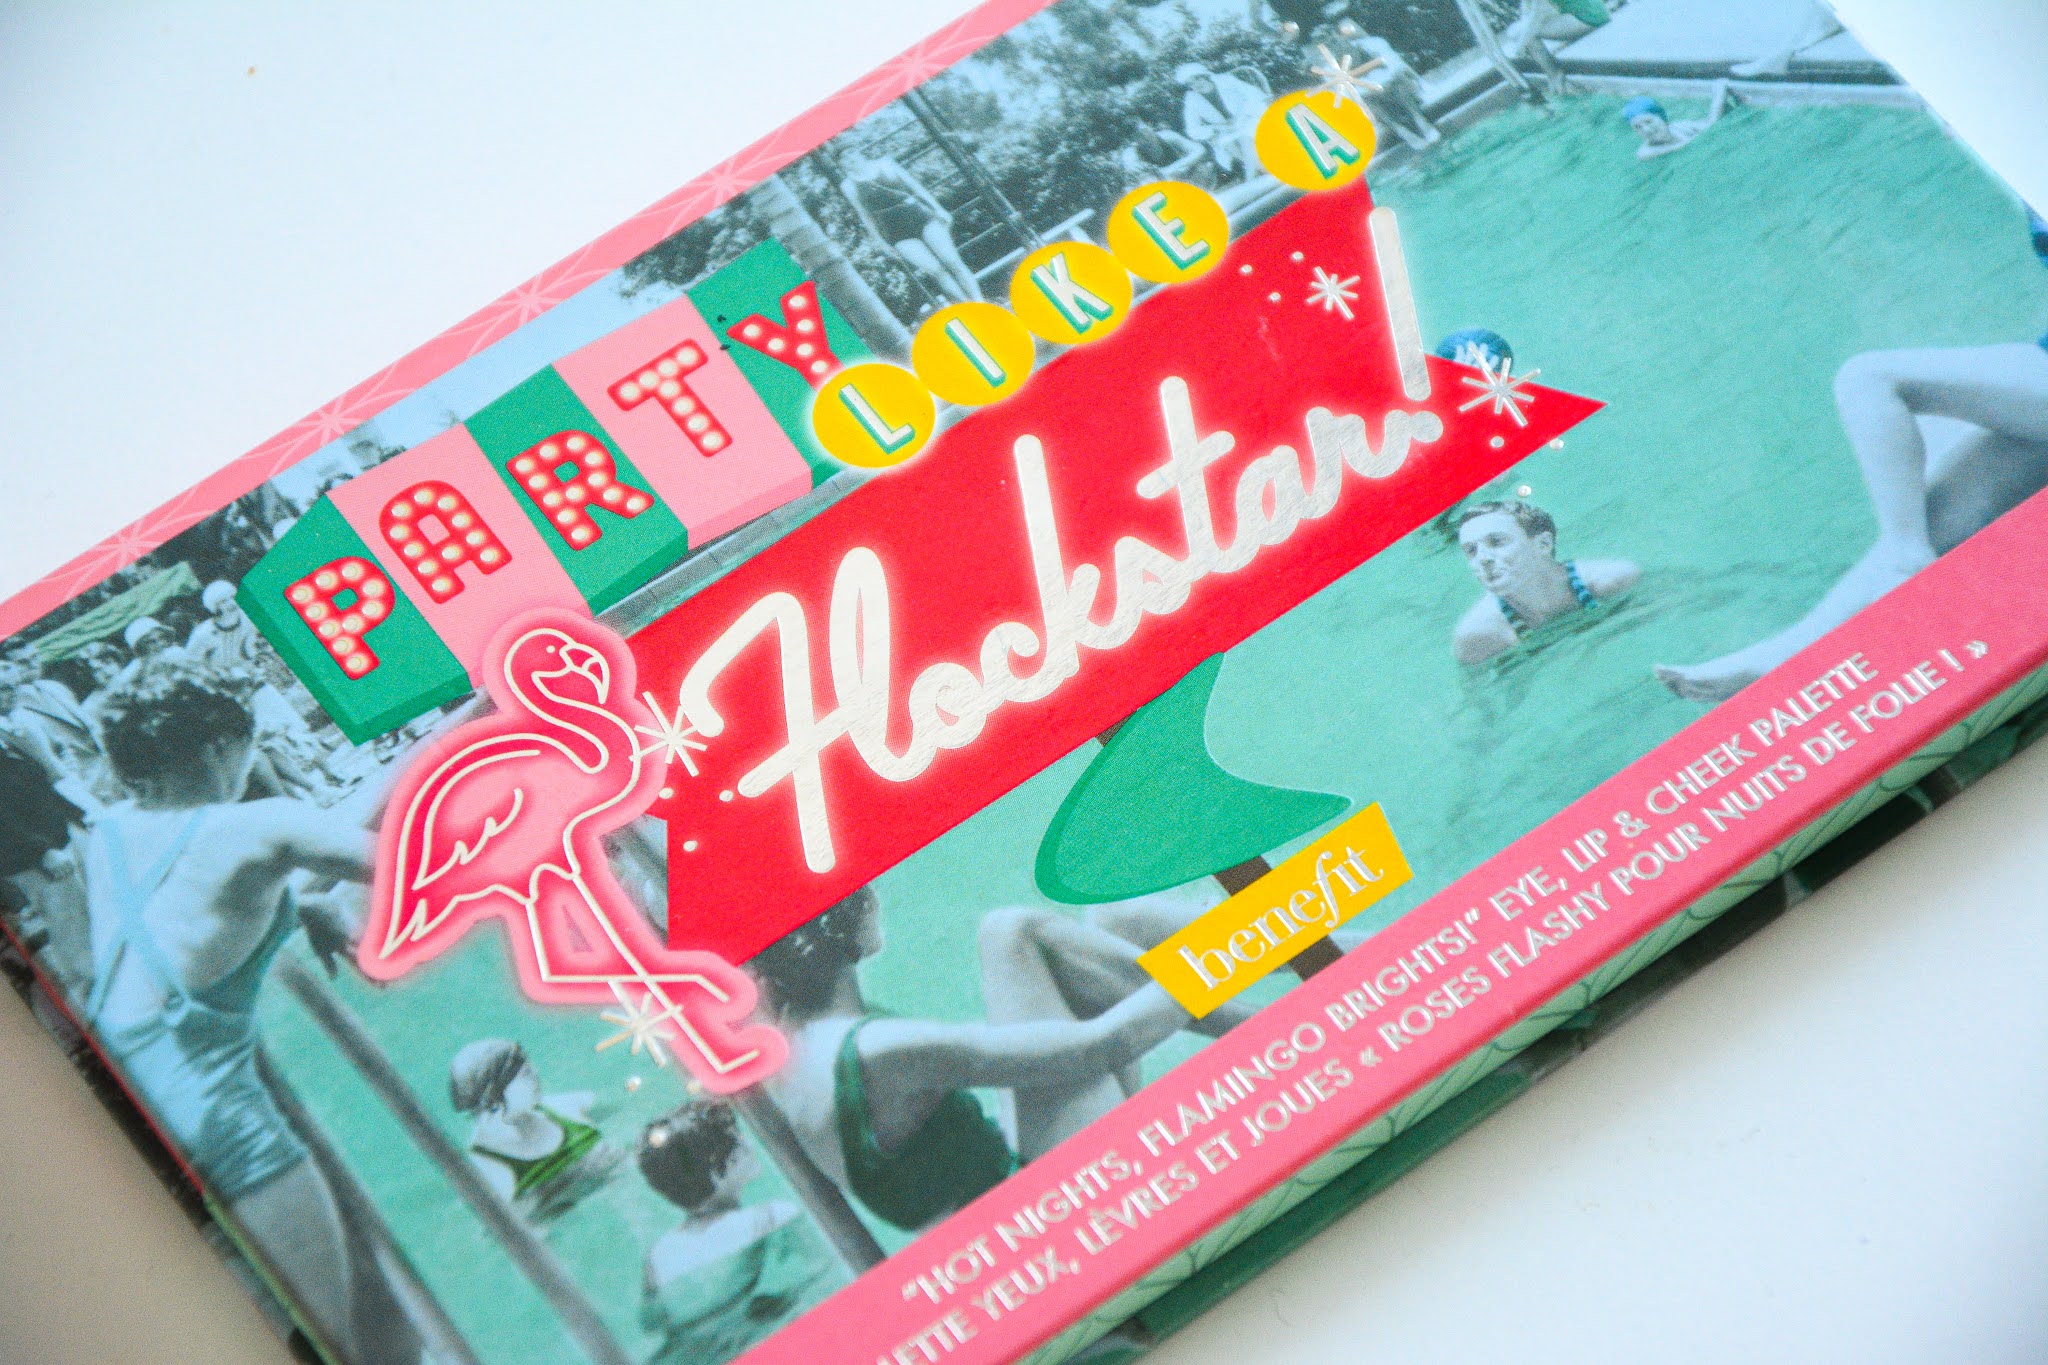 PARTY
LIKE A
Flockstar!
benefit
"HOT NIGHTS, FLAMINGO BRIGHTS!" EYE, LIP & CHEEK PALETTE
YEUX, LÈVRES ET JOUES « ROSES FLASHY POUR NUITS DE FOLIE ! »